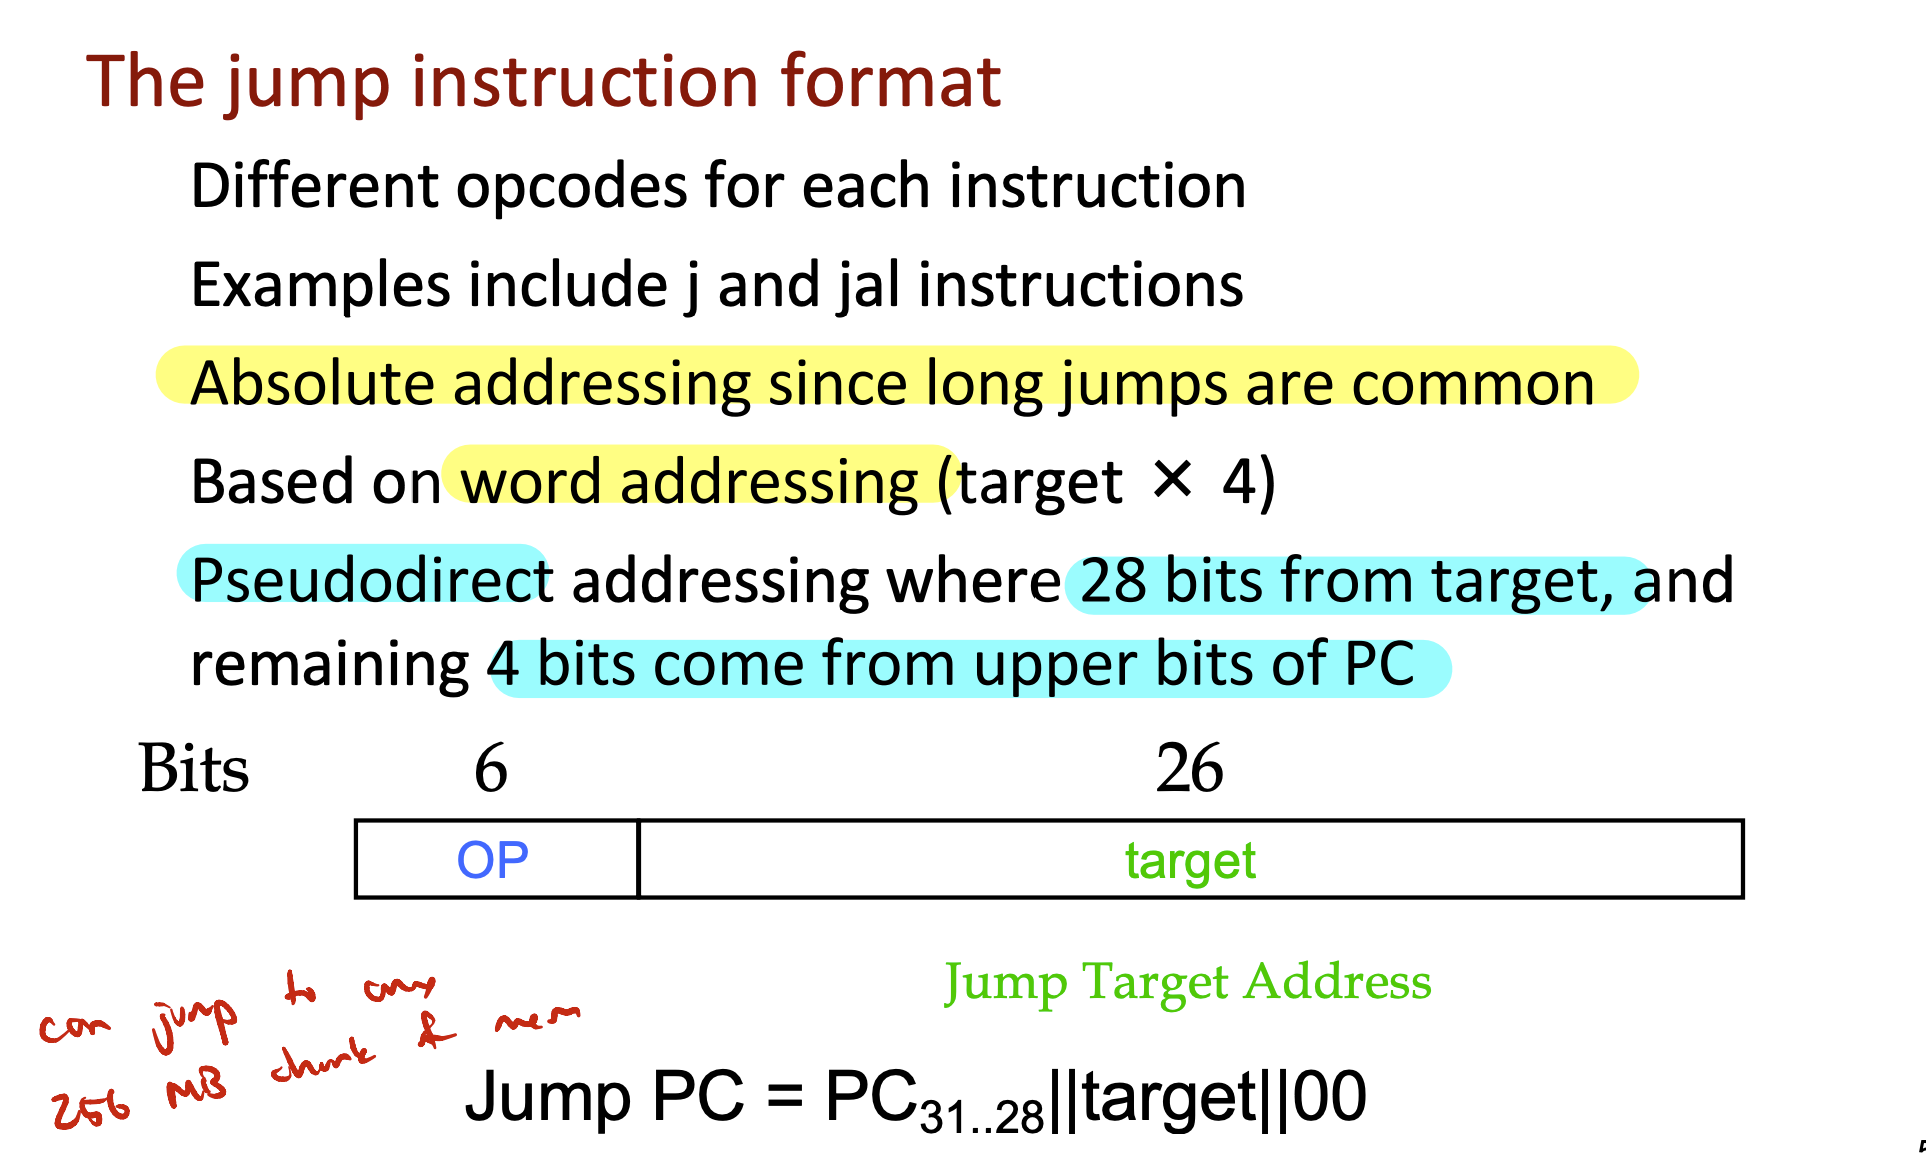 The jump instruction format
Different opcodes for each instruction
Examples include j and jal instructions
Absolute addressing since long jumps are common
Based on word addressing (target × 4)
Pseudodirect addressing where 28 bits from target, and
remaining 4 bits come from upper bits of PC
Bits 6 26
OP target
Jump Target Address
can jump to any
256 MB chunk of mem
Jump PC = PC31..28||target||00